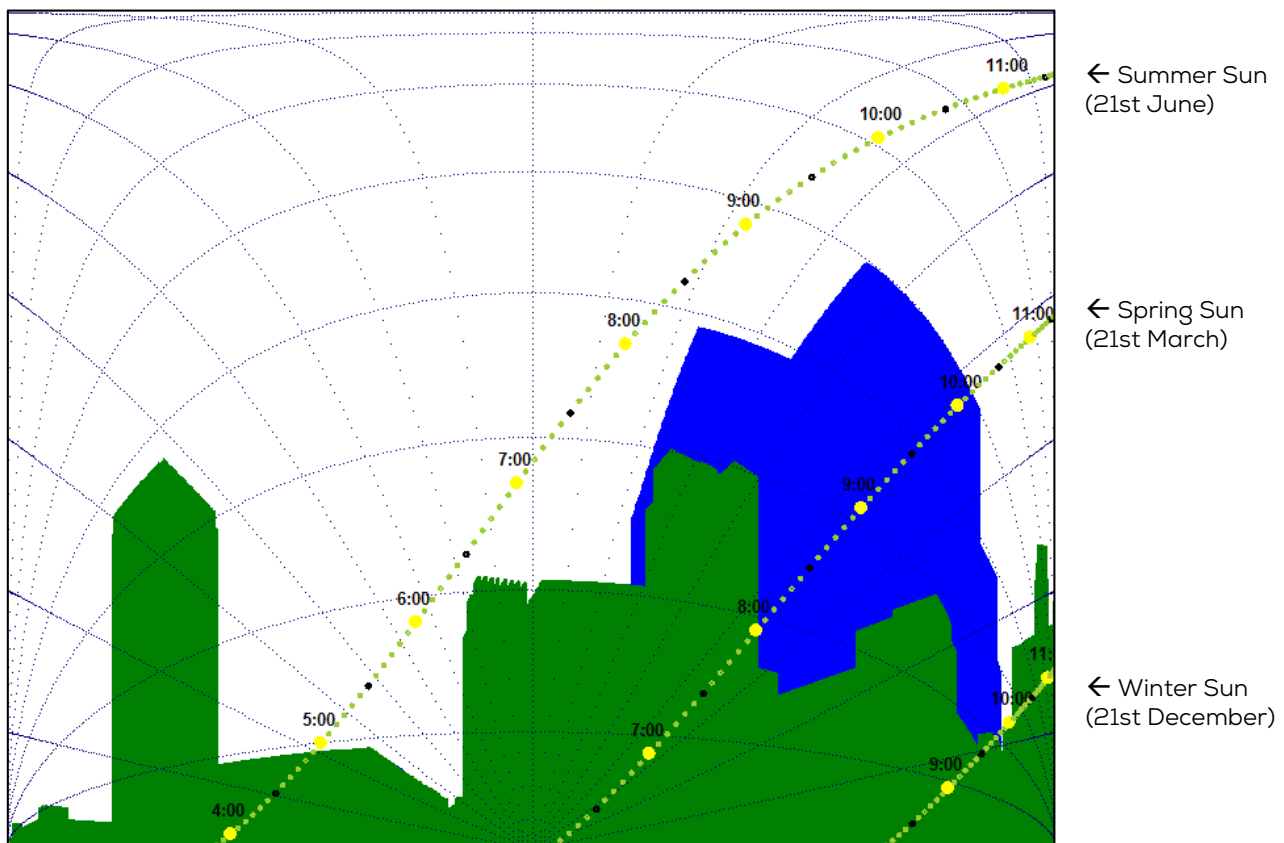 11:00
← Summer Sun
(21st June)
10:00
9:00
8:00
11:00
← Spring Sun
(21st March)
10:00
7:00
9:00
6:00
8:00
11:
← Winter Sun
(21st December)
10:00
5:00
7:00
9:00
4:00